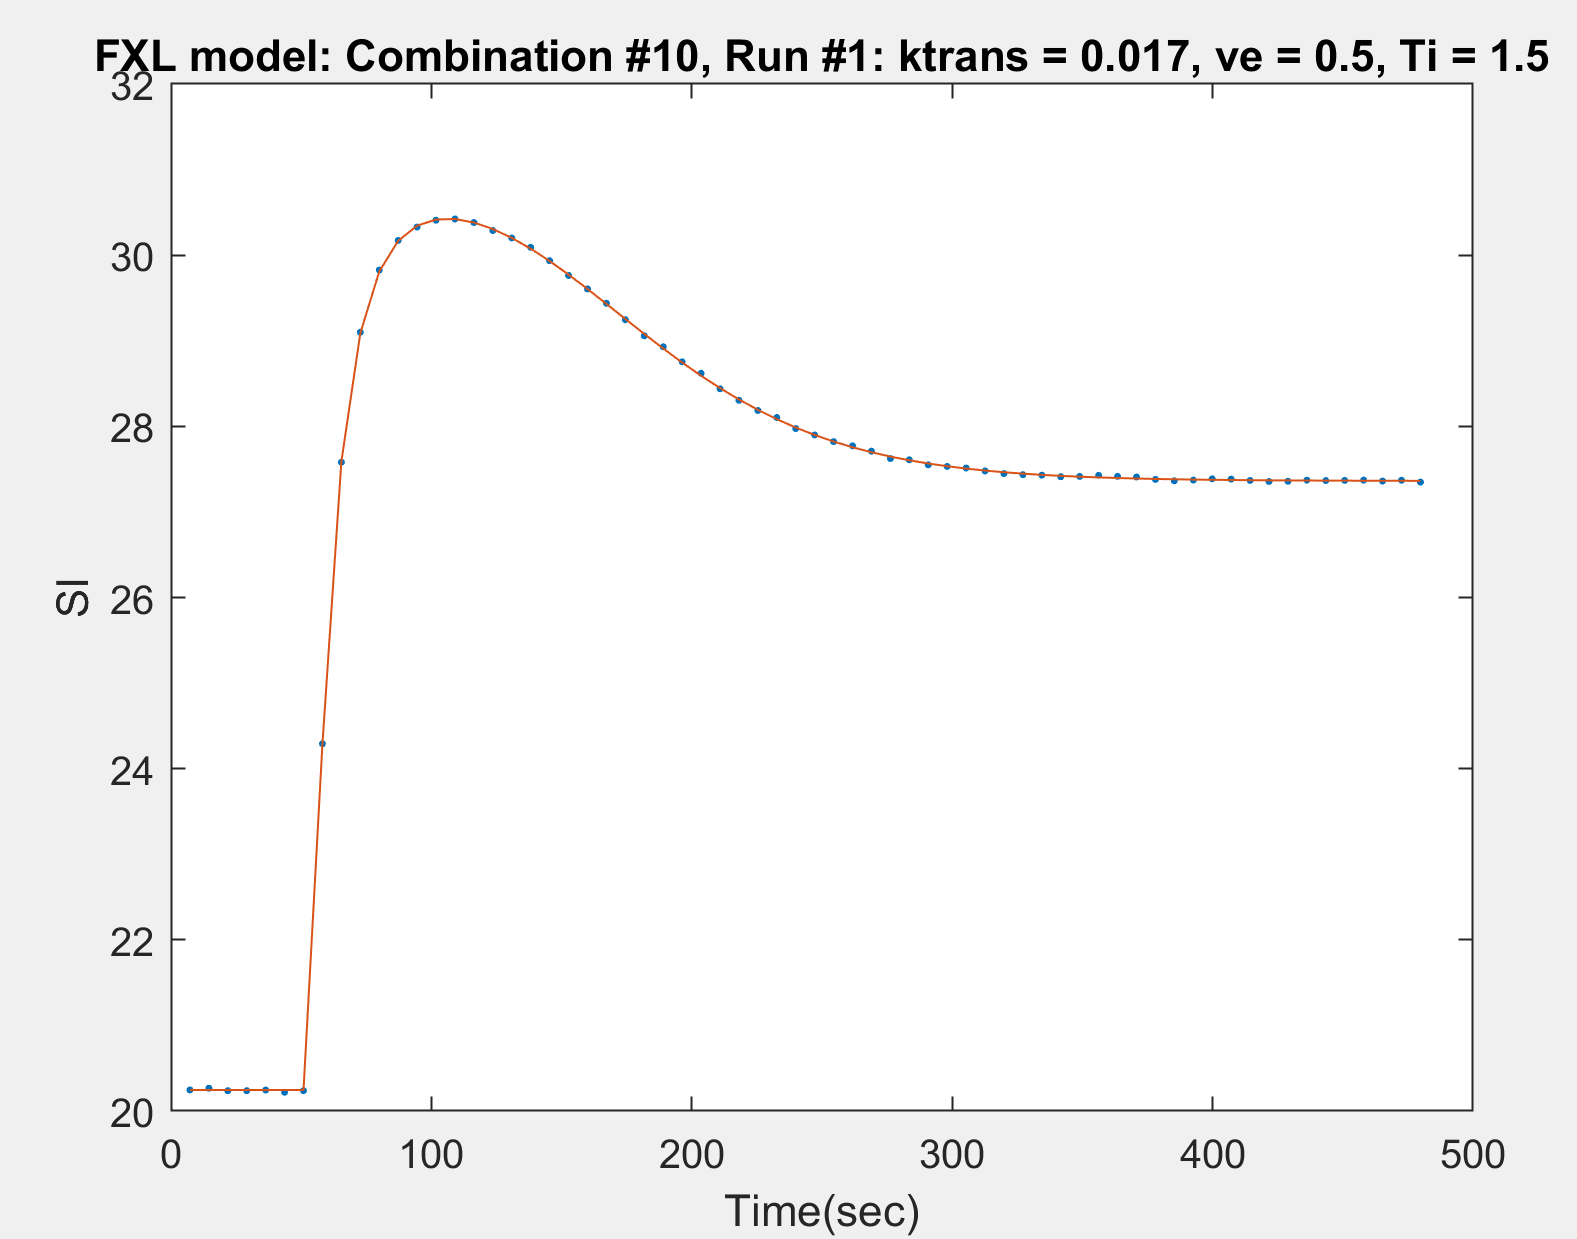 FXL model: Combination #10, Run #1: ktrans = 0.017, ve = 0.5, Ti = 1.5
32
30
28
26
24
22
20
SI
0 100 200 300 400 500
Time(sec)